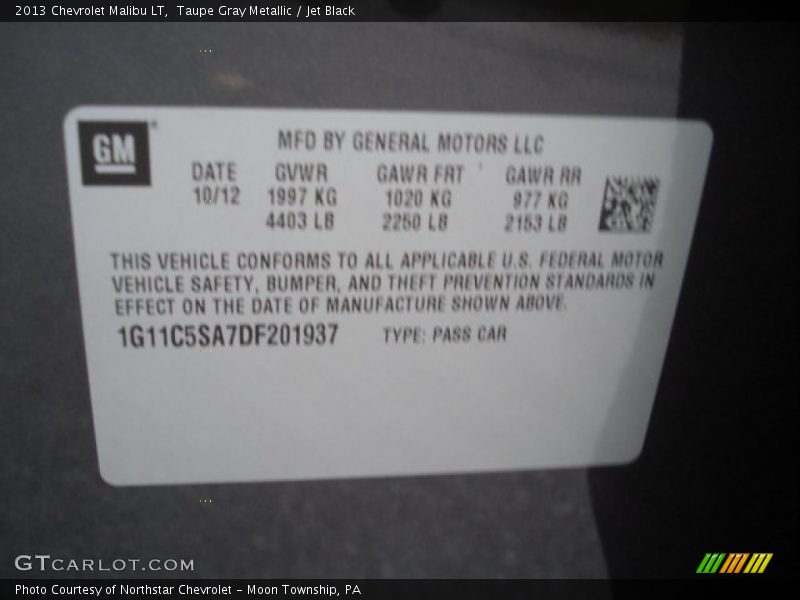 2013 Chevrolet Malibu LT, Taupe Gray Metallic / Jet Black
GM
MFD BY GENERAL MOTORS LLC
DATE GVWR GAWR FRT GAWR RR
10/12 1997 KG 1020 KG 977 KG
4403 LB 2250 LB 2153 LB
THIS VEHICLE CONFORMS TO ALL APPLICABLE U.S. FEDERAL MOTOR
VEHICLE SAFETY, BUMPER, AND THEFT PREVENTION STANDARDS IN
EFFECT ON THE DATE OF MANUFACTURE SHOWN ABOVE.
1G11C5SA7DF201937 TYPE: PASS CAR
GTCARLOT.COM
Photo Courtesy of Northstar Chevrolet - Moon Township, PA